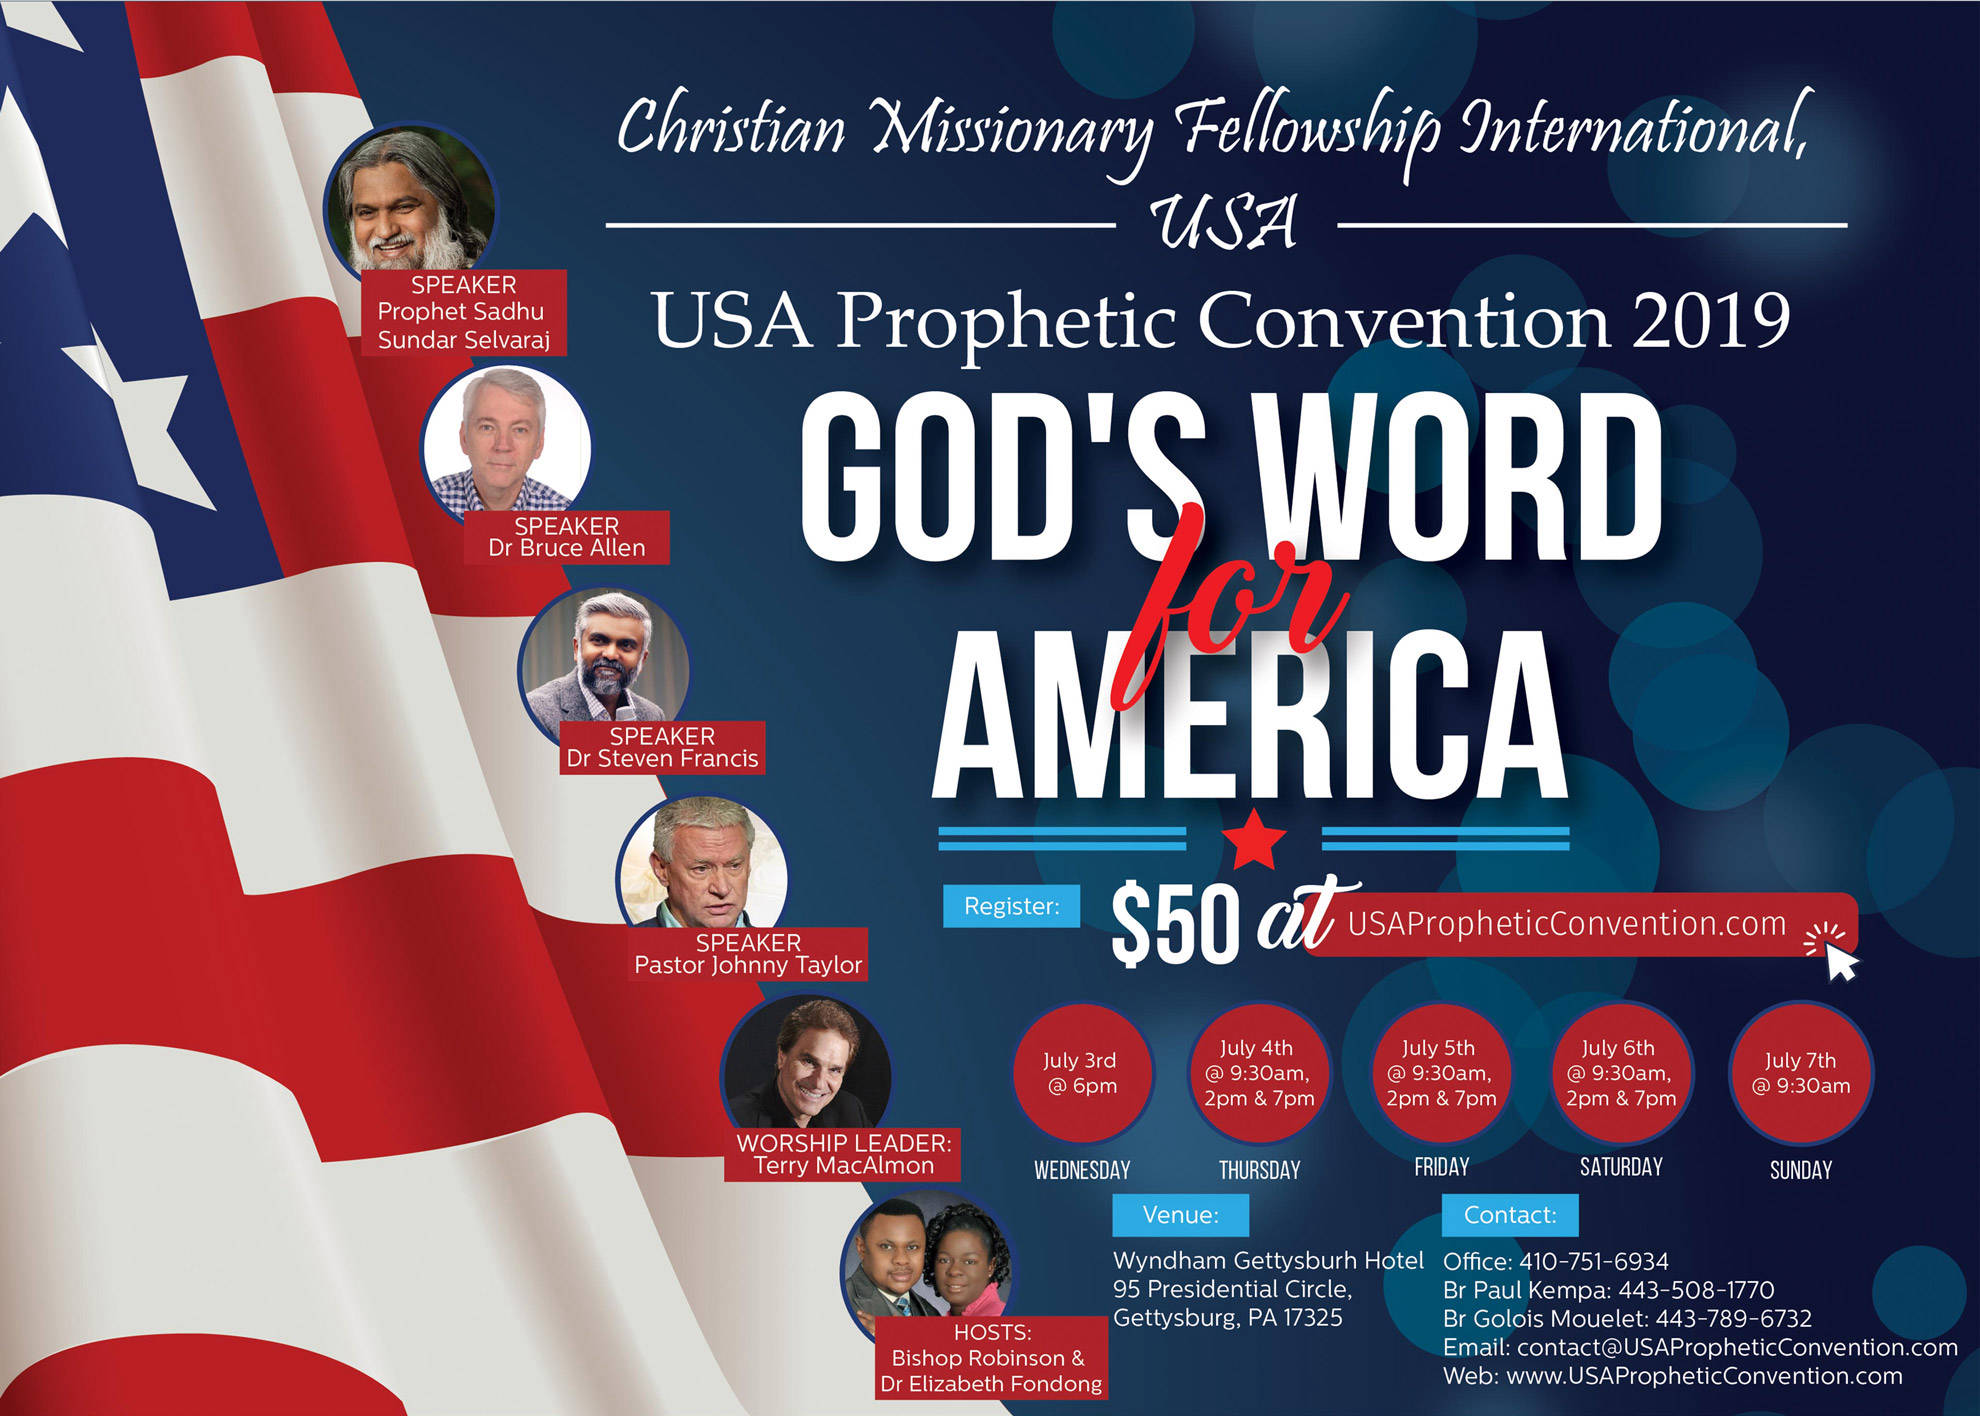 Christian Missionary Fellowship International,
USA
USA Prophetic Convention 2019
GOD'S WORD
for
AMERICA
Register:
$50 at USAPropheticConvention.com
SPEAKER
Prophet Sadhu
Sundar Selvaraj
SPEAKER
Dr Bruce Allen
SPEAKER
Dr Steven Francis
SPEAKER
Pastor Johnny Taylor
WORSHIP LEADER:
Terry MacAlmon
HOSTS:
Bishop Robinson &
Dr Elizabeth Fondong
July 3rd
@ 6pm
WEDNESDAY
July 4th
@ 9:30am,
2pm & 7pm
THURSDAY
July 5th
@ 9:30am,
2pm & 7pm
FRIDAY
July 6th
@ 9:30am,
2pm & 7pm
SATURDAY
July 7th
@ 9:30am
SUNDAY
Venue:
Wyndham Gettysburh Hotel
95 Presidential Circle,
Gettysburg, PA 17325
Contact:
Office: 410-751-6934
Br Paul Kempa: 443-508-1770
Br Golois Mouelet: 443-789-6732
Email: contact@USAPropheticConvention.com
Web: www.USAPropheticConvention.com